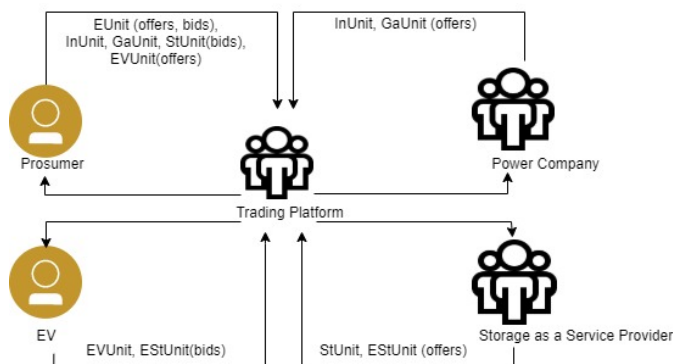 EUnit (offers, bids),
InUnit, GaUnit, StUnit(bids),
EVUnit(offers)
InUnit, GaUnit (offers)
Prosumer
Power Company
Trading Platform
EV
Storage as a Service Provider
EVUnit, EStUnit(bids)
StUnit, EStUnit (offers)